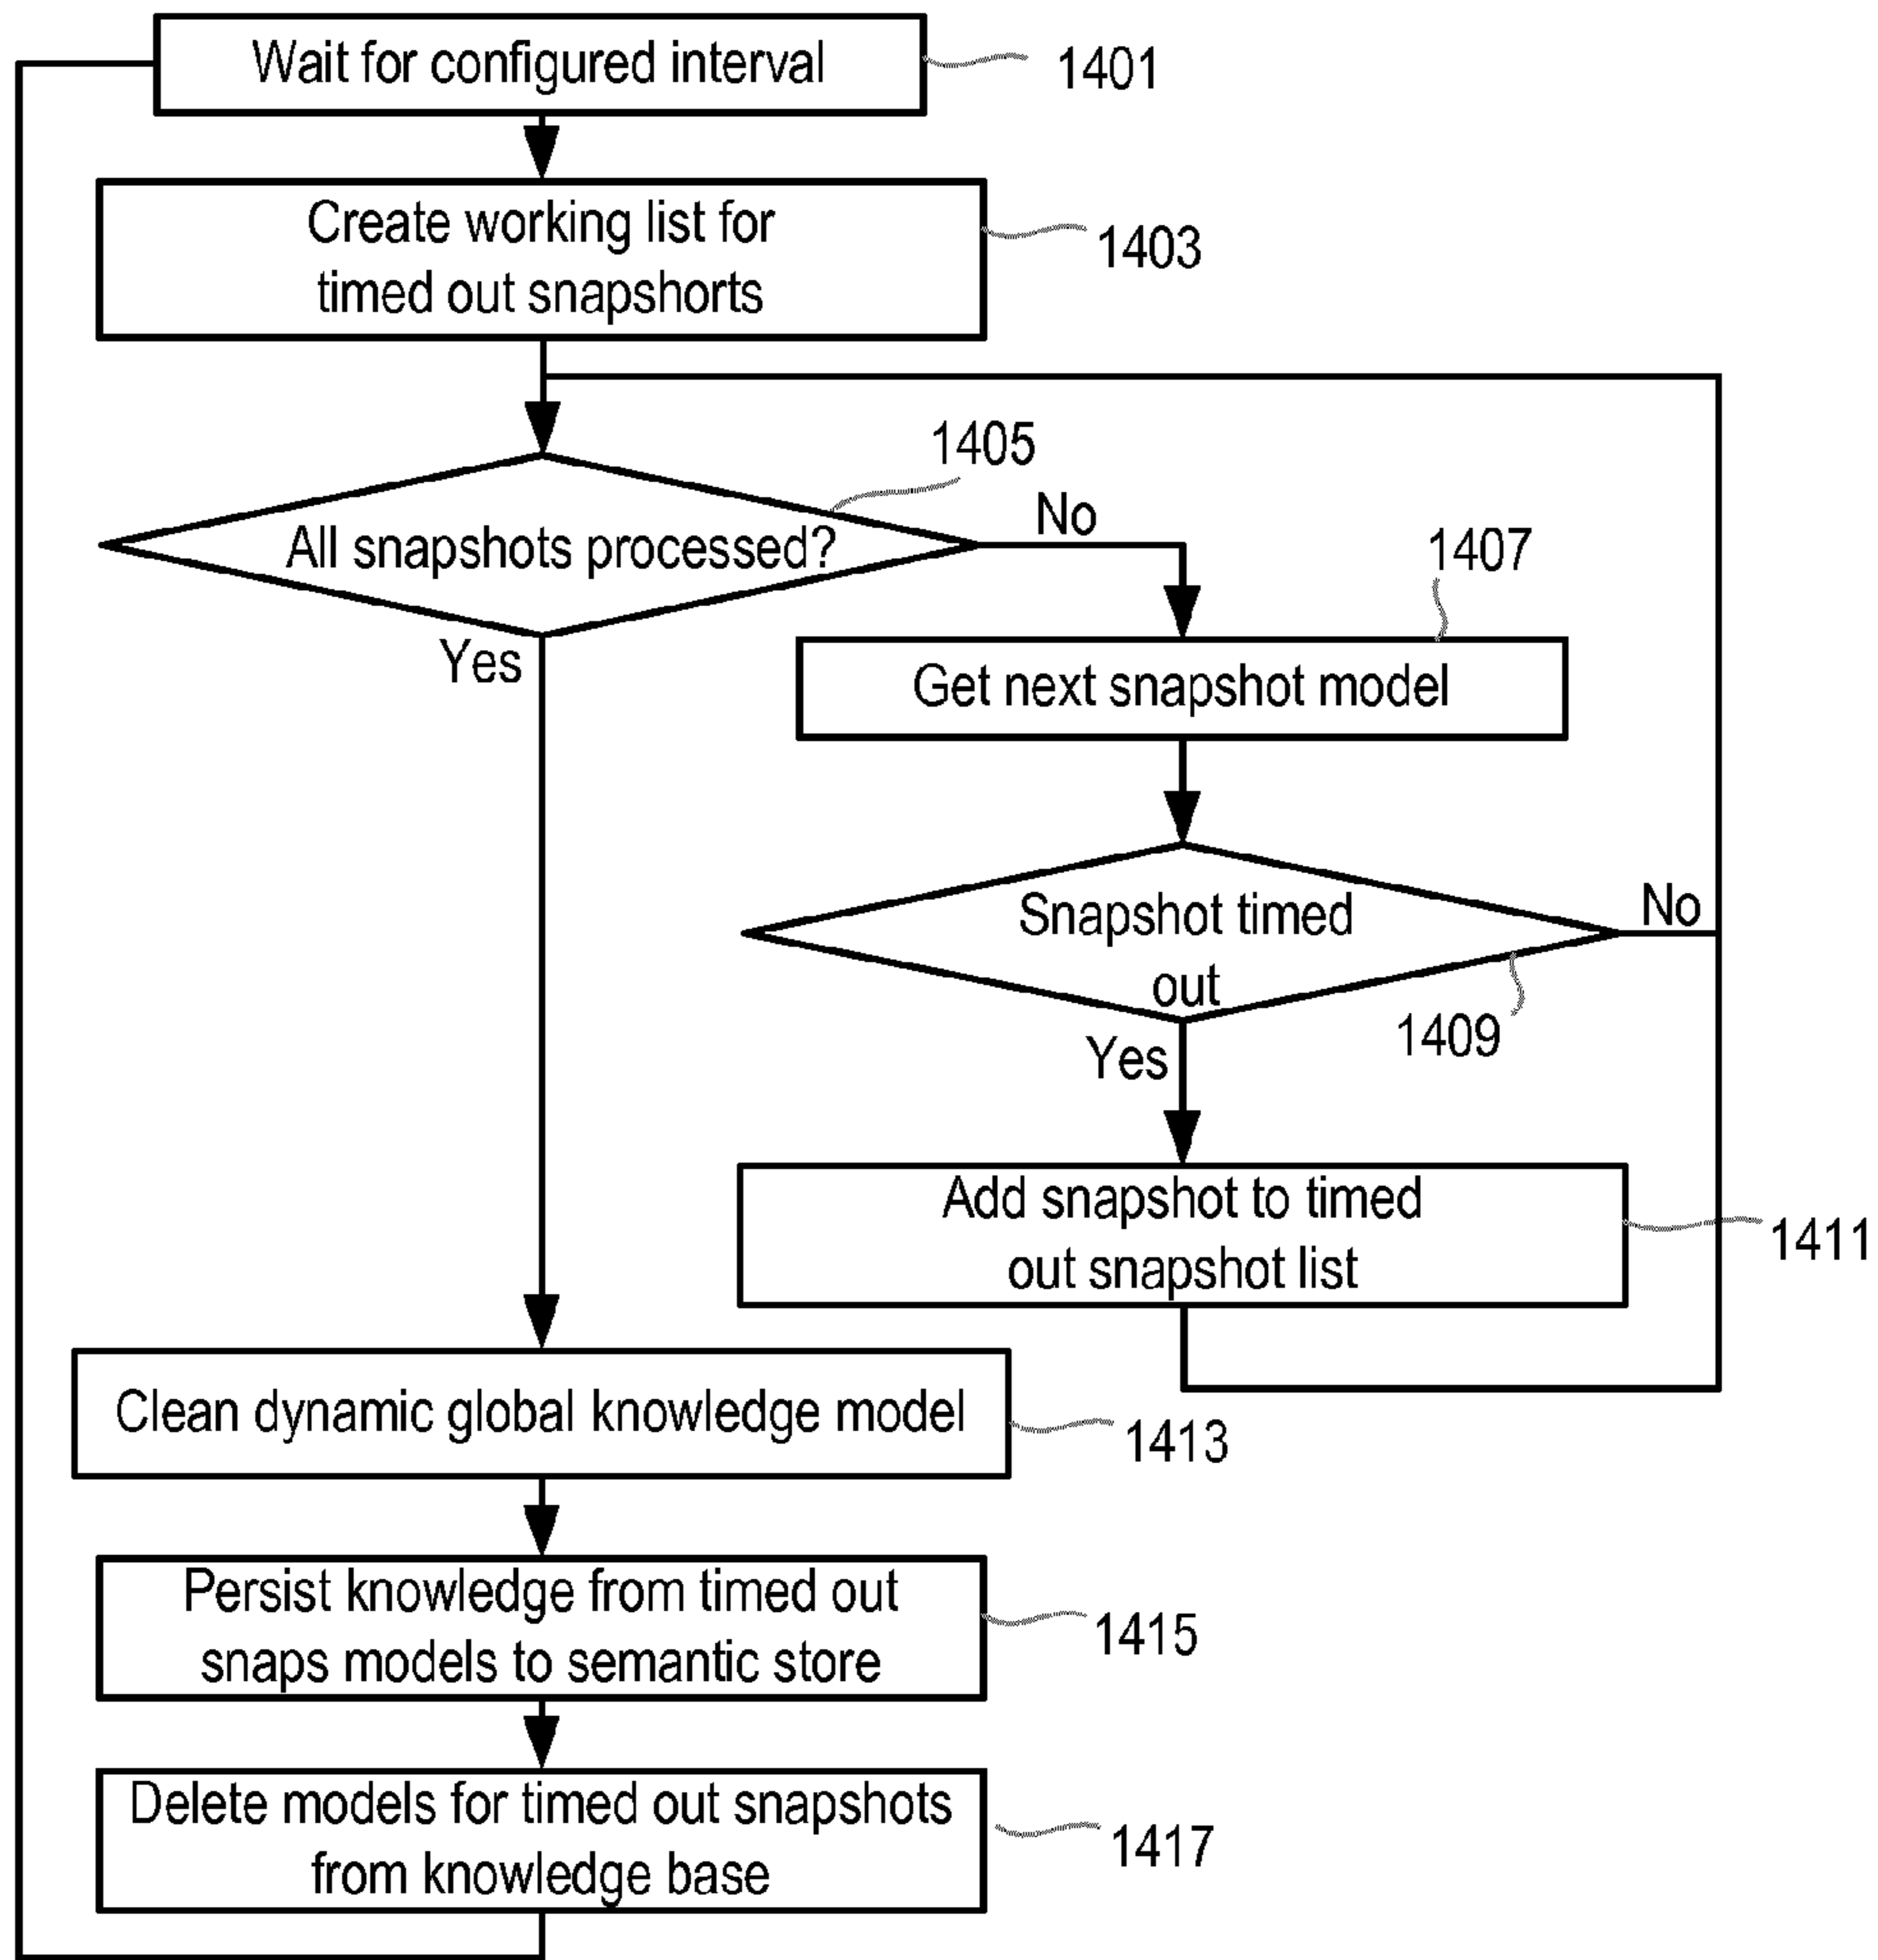 Wait for configured interval
1401
Create working list for
timed out snapshorts
1403
1405
All snapshots processed?
No
Yes
1407
Get next snapshot model
Snapshot timed
out
No
1409
Yes
Add snapshot to timed
out snapshot list
1411
Clean dynamic global knowledge model
1413
Persist knowledge from timed out
snaps models to semantic store
1415
Delete models for timed out snapshots
from knowledge base
1417